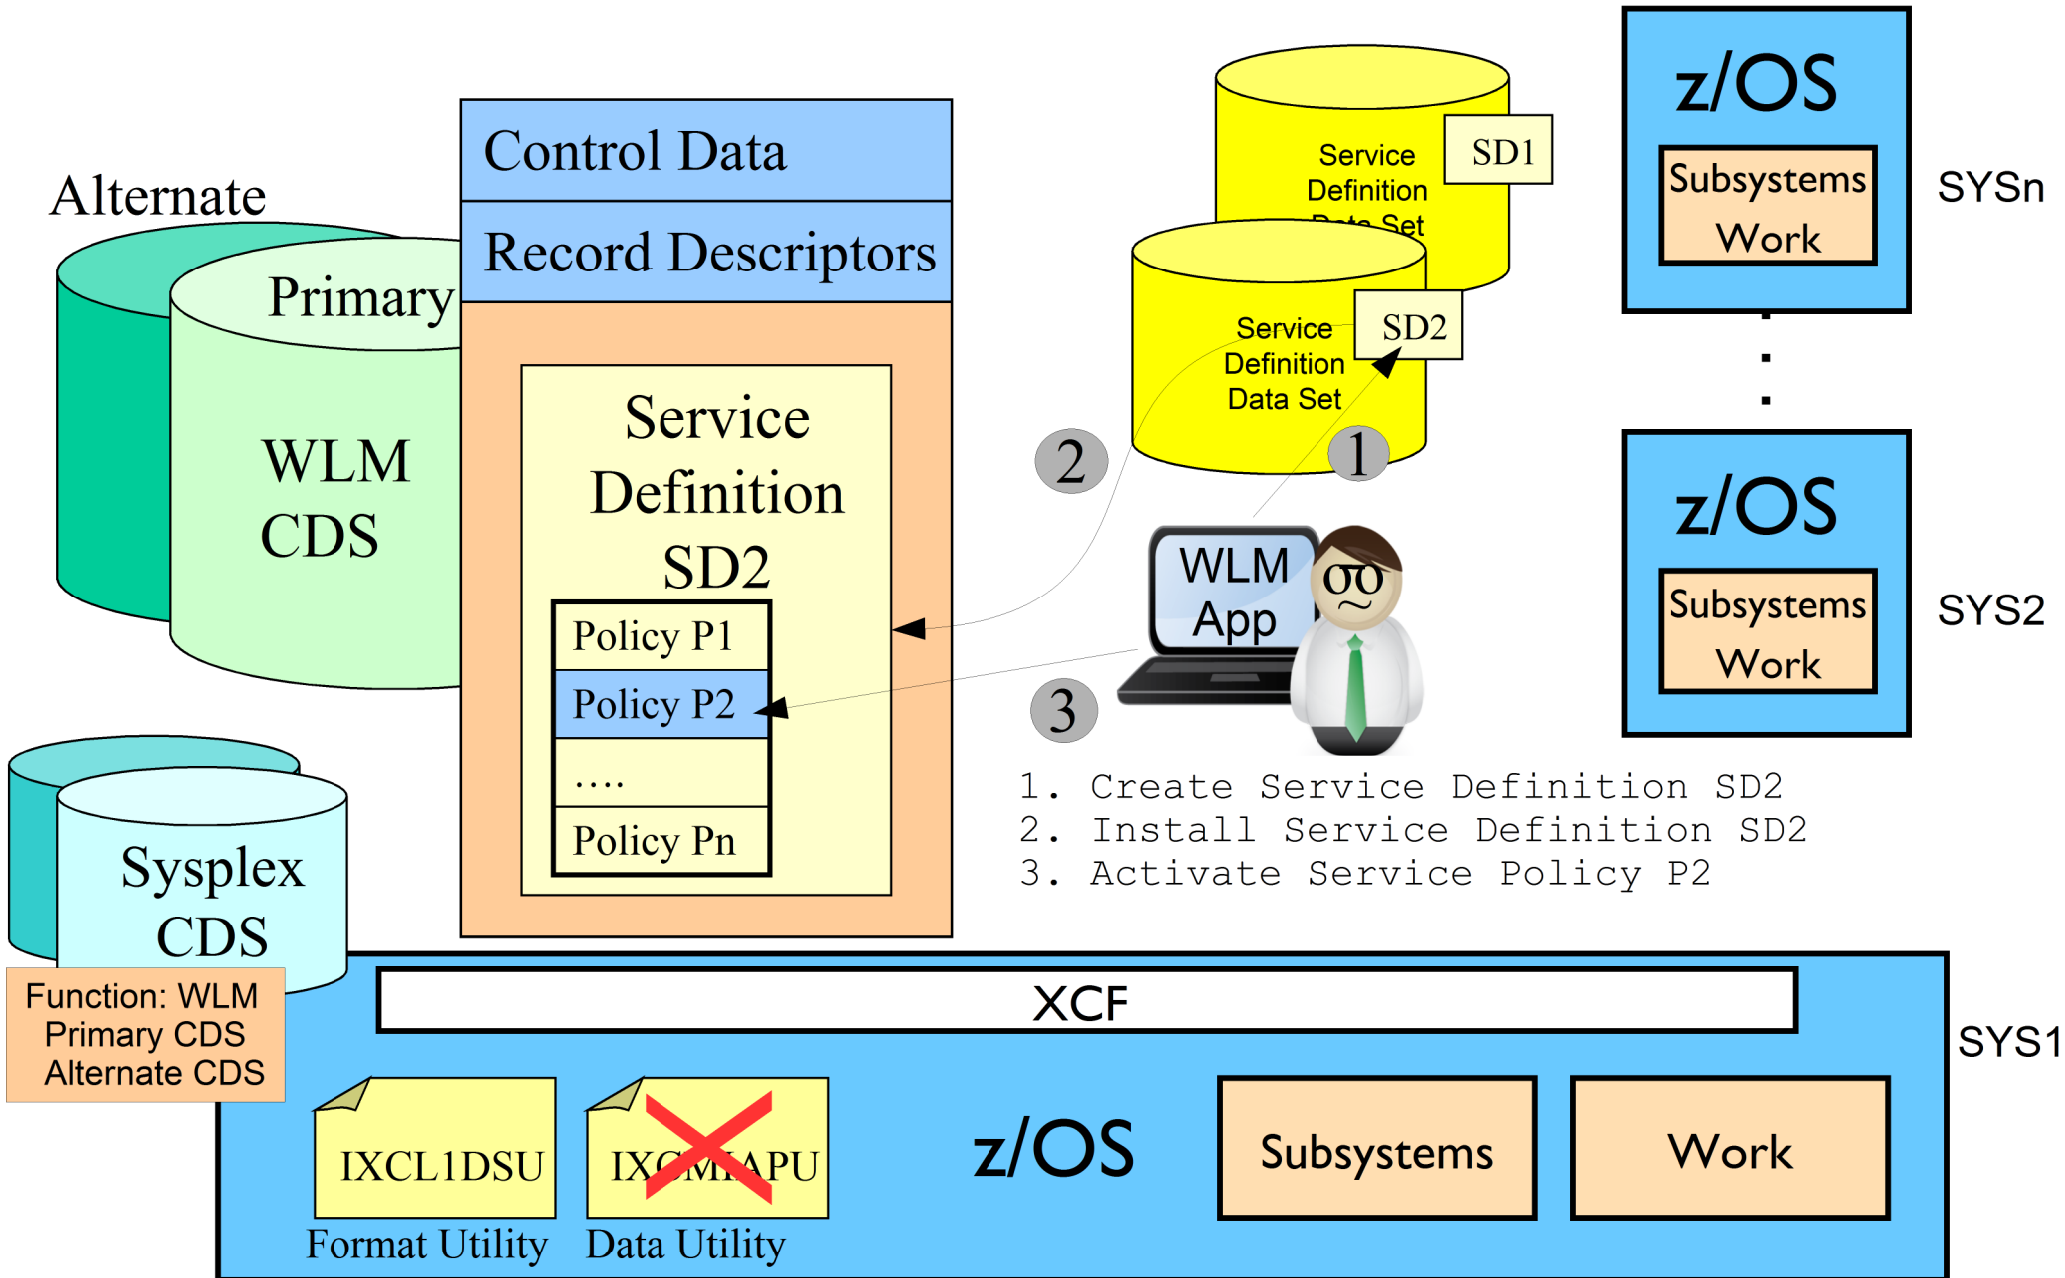 Alternate
Primary
WLM
CDS
Control Data
Record Descriptors
Service
Definition
SD2
Policy P1
Policy P2
....
Policy Pn
Service
Definition
Data Set
SD1
Service
Definition
Data Set
SD2
1
2
3
WLM
App
1. Create Service Definition SD2
2. Install Service Definition SD2
3. Activate Service Policy P2
z/OS
Subsystems
Work
SYSn
z/OS
Subsystems
Work
SYS2
Sysplex
CDS
Function: WLM
Primary CDS
Alternate CDS
XCF
SYS1
IXCL1DSU
Format Utility
IXCMIAPU
Data Utility
z/OS
Subsystems
Work